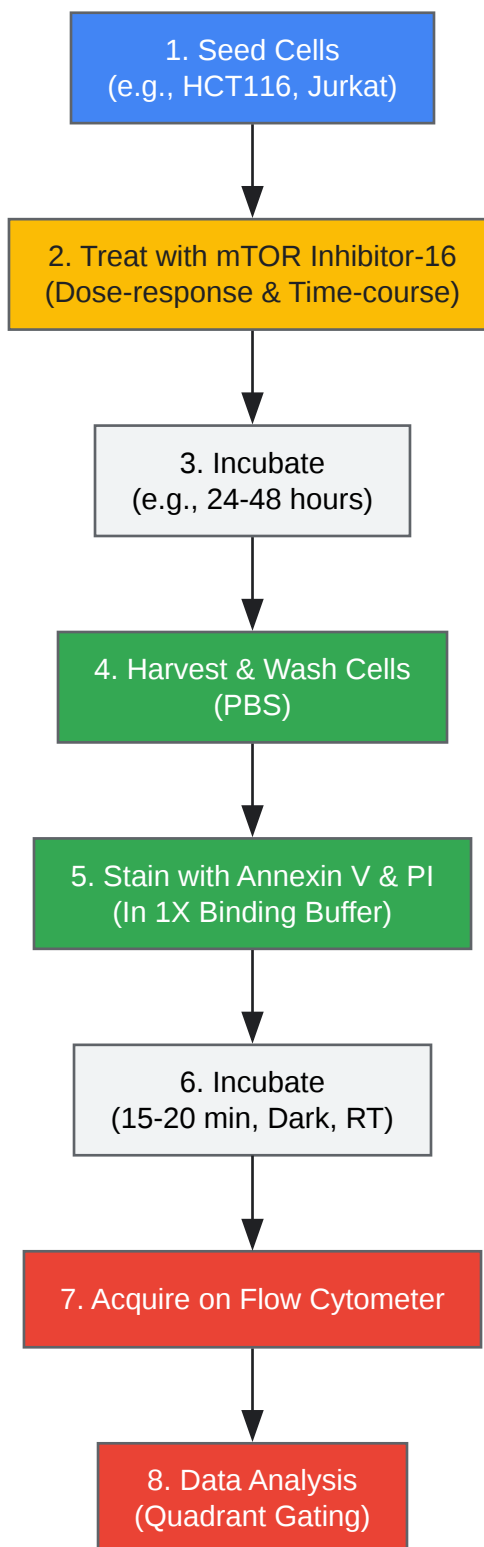 1. Seed Cells
(e.g., HCT116, Jurkat)
2. Treat with mTOR Inhibitor-16
(Dose-response & Time-course)
3. Incubate
(e.g., 24-48 hours)
4. Harvest & Wash Cells
(PBS)
5. Stain with Annexin V & PI
(In 1X Binding Buffer)
6. Incubate
(15-20 min, Dark, RT)
7. Acquire on Flow Cytometer
8. Data Analysis
(Quadrant Gating)